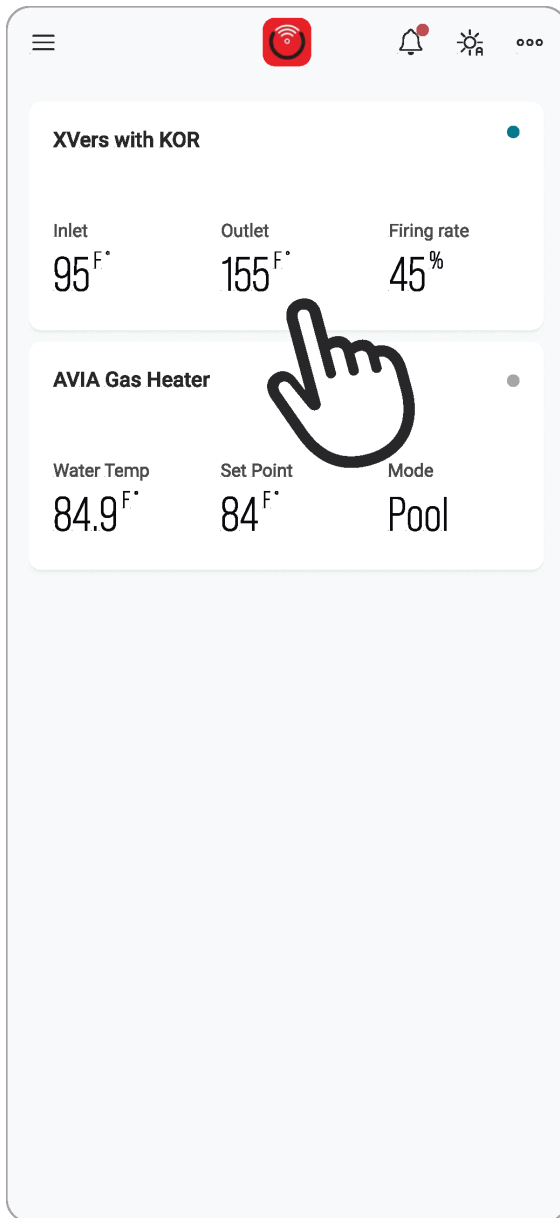 XVers with KOR
Inlet Outlet Firing rate
95 F° 155 F° 45 %
AVIA Gas Heater
Water Temp Set Point Mode
84.9 F° 84 F° Pool